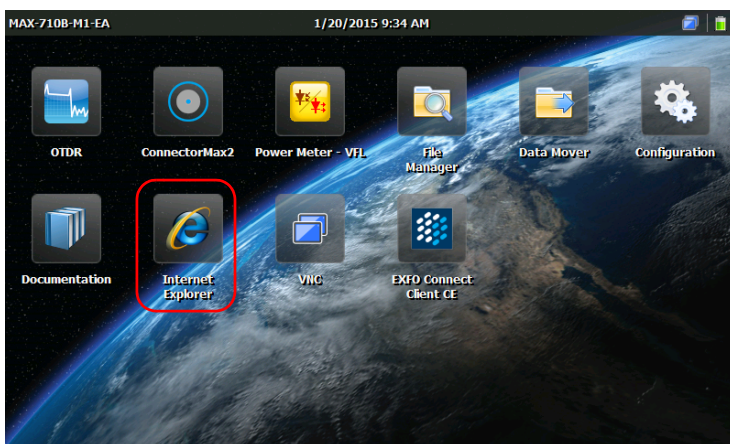 MAX-710B-M1-EA
1/20/2015 9:34 AM
OTDR
ConnectorMax2
Power Meter - VFL
File
Manager
Data Mover
Configuration
Documentation
Internet
Explorer
VNC
EXFO Connect
Client CE